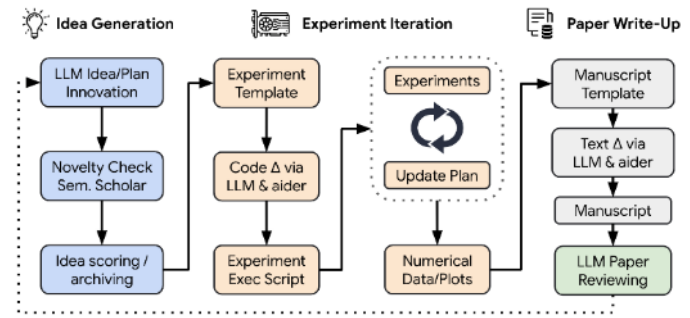 Idea Generation
Experiment Iteration
Paper Write-Up
LLM Idea/Plan
Innovation
Novelty Check
Sem. Scholar
Idea scoring /
archiving
Experiment
Template
Code Δ via
LLM & aider
Experiment
Exec Script
Experiments
Update Plan
Numerical
Data/Plots
Manuscript
Template
Text Δ via
LLM & aider
Manuscript
LLM Paper
Reviewing